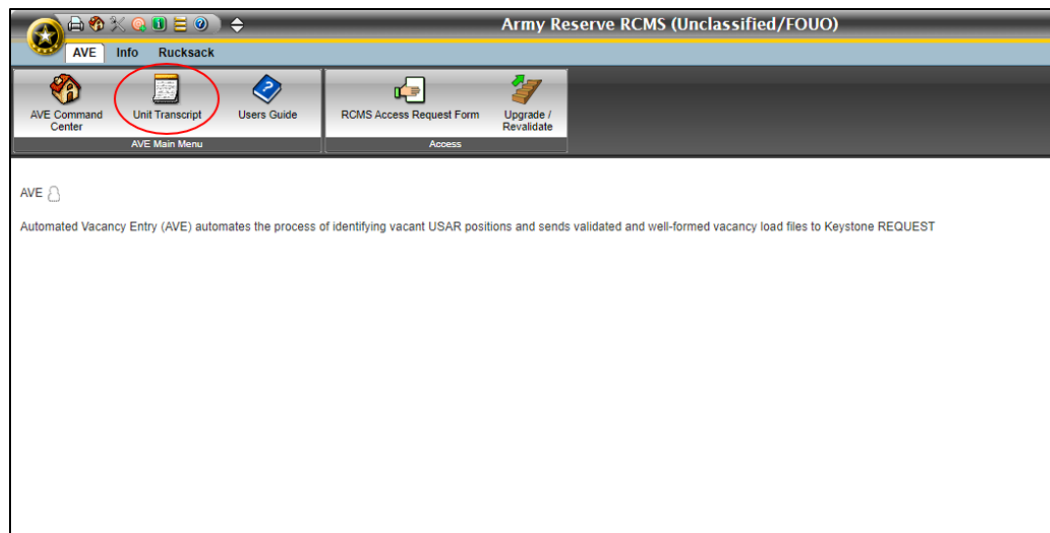 Army Reserve RCMS (Unclassified/FOUO)
AVE Info Rucksack
AVE Command Center
Unit Transcript
Users Guide
RCMS Access Request Form
Upgrade /
Revalidate
AVE Main Menu
Access
AVE
Automated Vacancy Entry (AVE) automates the process of identifying vacant USAR positions and sends validated and well-formed vacancy load files to Keystone REQUEST